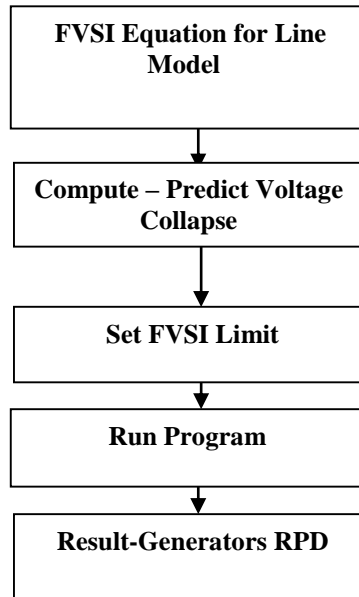 FVSI Equation for Line
Model
Compute – Predict Voltage
Collapse
Set FVSI Limit
Run Program
Result-Generators RPD